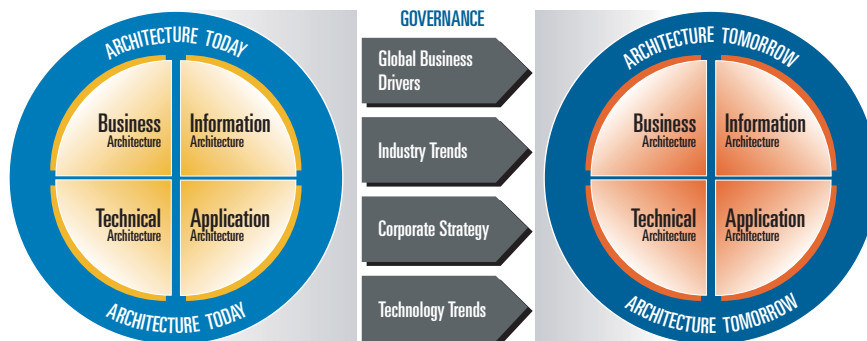 ARCHITECTURE TODAY
Business
Architecture
Information
Architecture
Technical
Architecture
Application
Architecture
ARCHITECTURE TODAY
GOVERNANCE
Global Business
Drivers
Industry Trends
Corporate Strategy
Technology Trends
ARCHITECTURE TOMORROW
Business
Architecture
Information
Architecture
Technical
Architecture
Application
Architecture
ARCHITECTURE TOMORROW